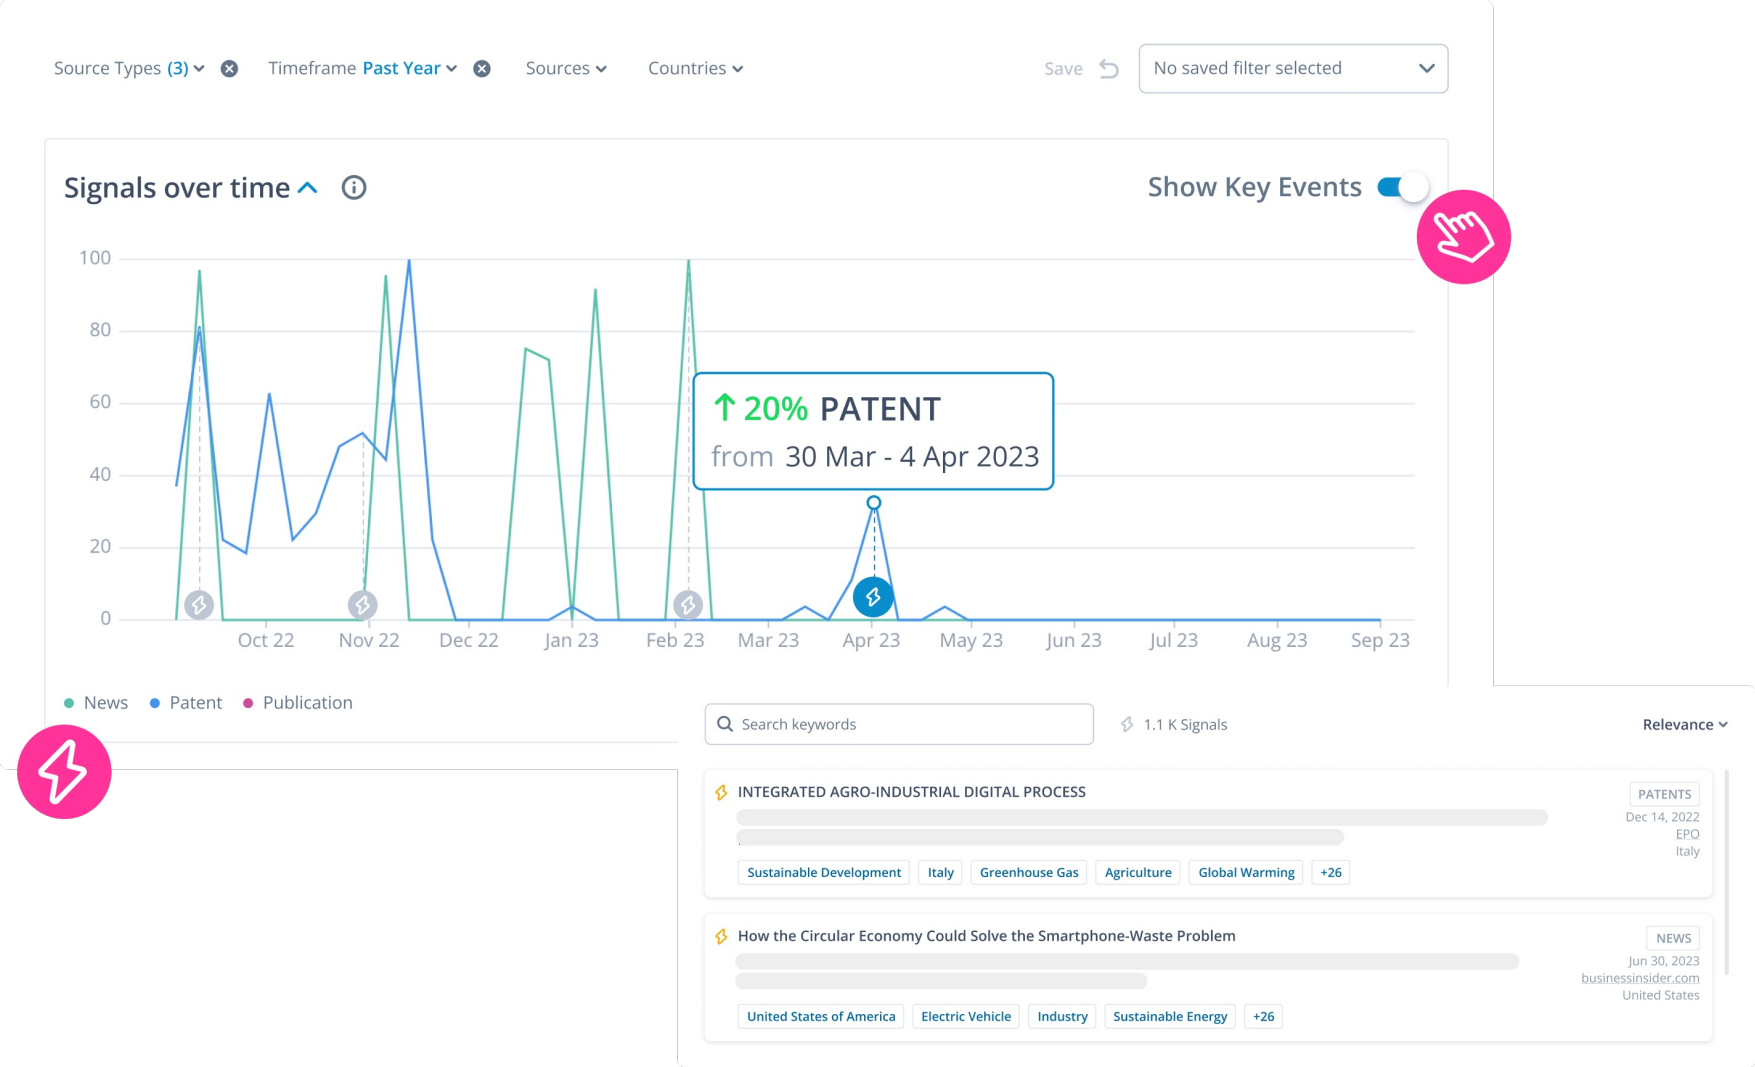 Source Types (3) Timeframe Past Year Sources Countries Save No saved filter selected
Signals over time Show Key Events
100
80
60
40
20
0
↑ 20% PATENT
from 30 Mar - 4 Apr 2023
Oct 22 Nov 22 Dec 22 Jan 23 Feb 23 Mar 23 Apr 23 May 23 Jun 23 Jul 23 Aug 23 Sep 23
News Patent Publication
Search keywords 1.1 K Signals Relevance
INTEGRATED AGRO-INDUSTRIAL DIGITAL PROCESS
PATENTS
Dec 14, 2022
EPO
Italy
Sustainable Development Italy Greenhouse Gas Agriculture Global Warming +26
How the Circular Economy Could Solve the Smartphone-Waste Problem
NEWS
Jun 30, 2023
businessinsider.com
United States
United States of America Electric Vehicle Industry Sustainable Energy +26